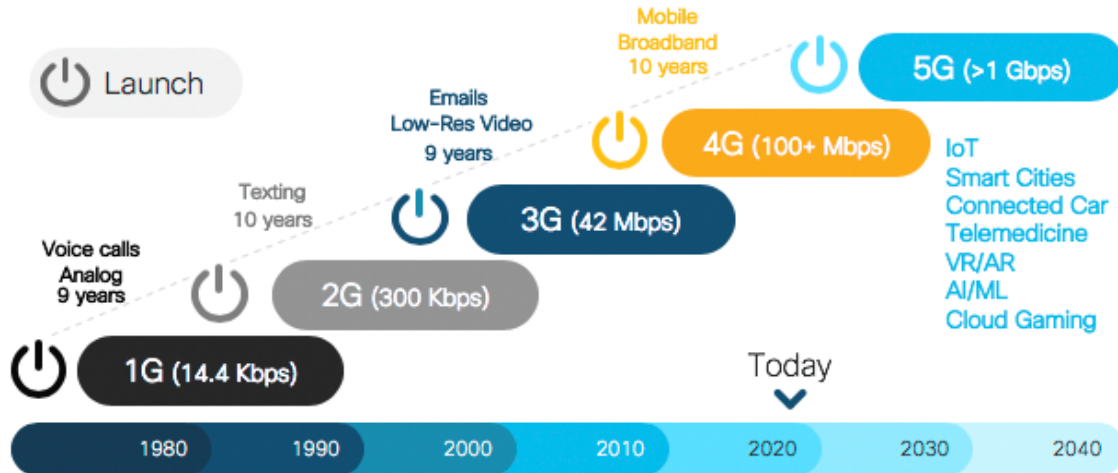 Launch
Mobile
Broadband
10 years
5G (>1 Gbps)
Emails
Low-Res Video
9 years
4G (100+ Mbps)
IoT
Smart Cities
Connected Car
Telemedicine
VR/AR
AI/ML
Cloud Gaming
Texting
10 years
3G (42 Mbps)
Voice calls
Analog
9 years
2G (300 Kbps)
1G (14.4 Kbps)
Today
1980 1990 2000 2010 2020 2030 2040